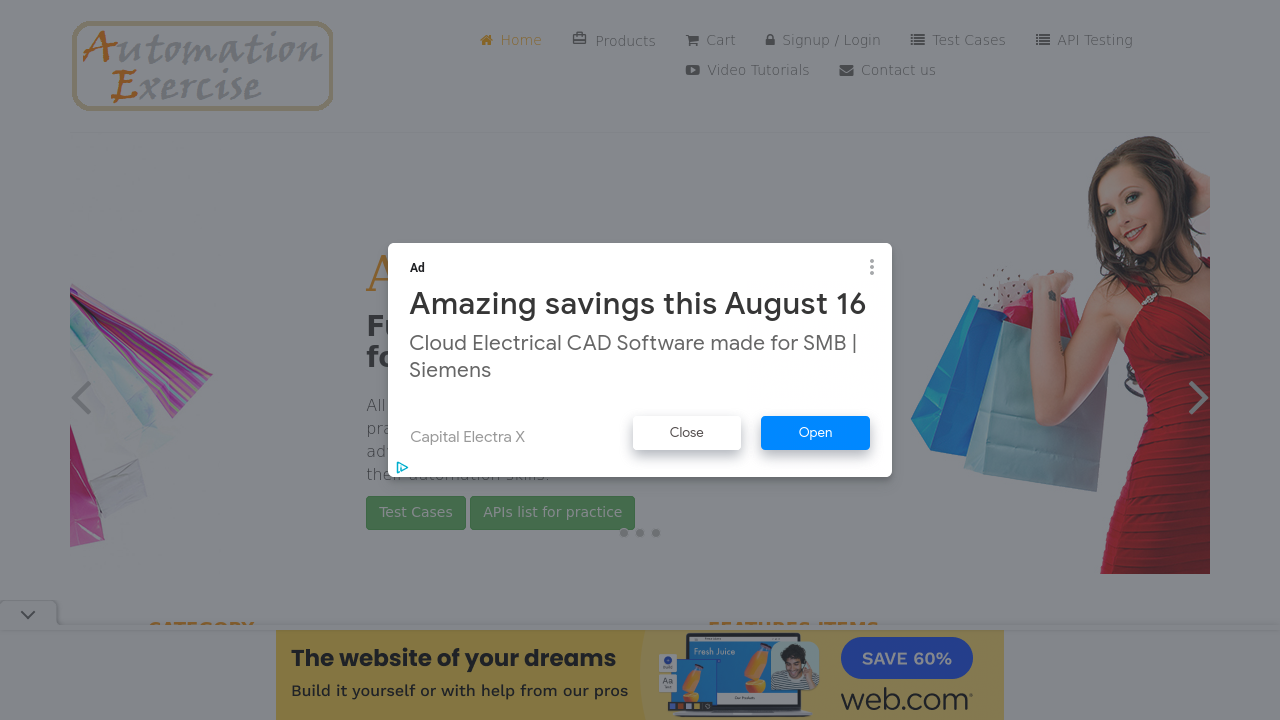 Automation
Exercise
Home
Products
Cart
Signup / Login
Test Cases
API Testing
Video Tutorials
Contact us
A
Fu
fo
All
pra
adv
their automation skills.
Test Cases
APIs list for practice
Ad
Amazing savings this August 16
Cloud Electrical CAD Software made for SMB |
Siemens
Capital Electra X
Close
Open
CATEGORY
FEATURES ITEMS
The website of your dreams
Build it yourself or with help from our pros
Fresh Juice
SAVE 60%
web.com